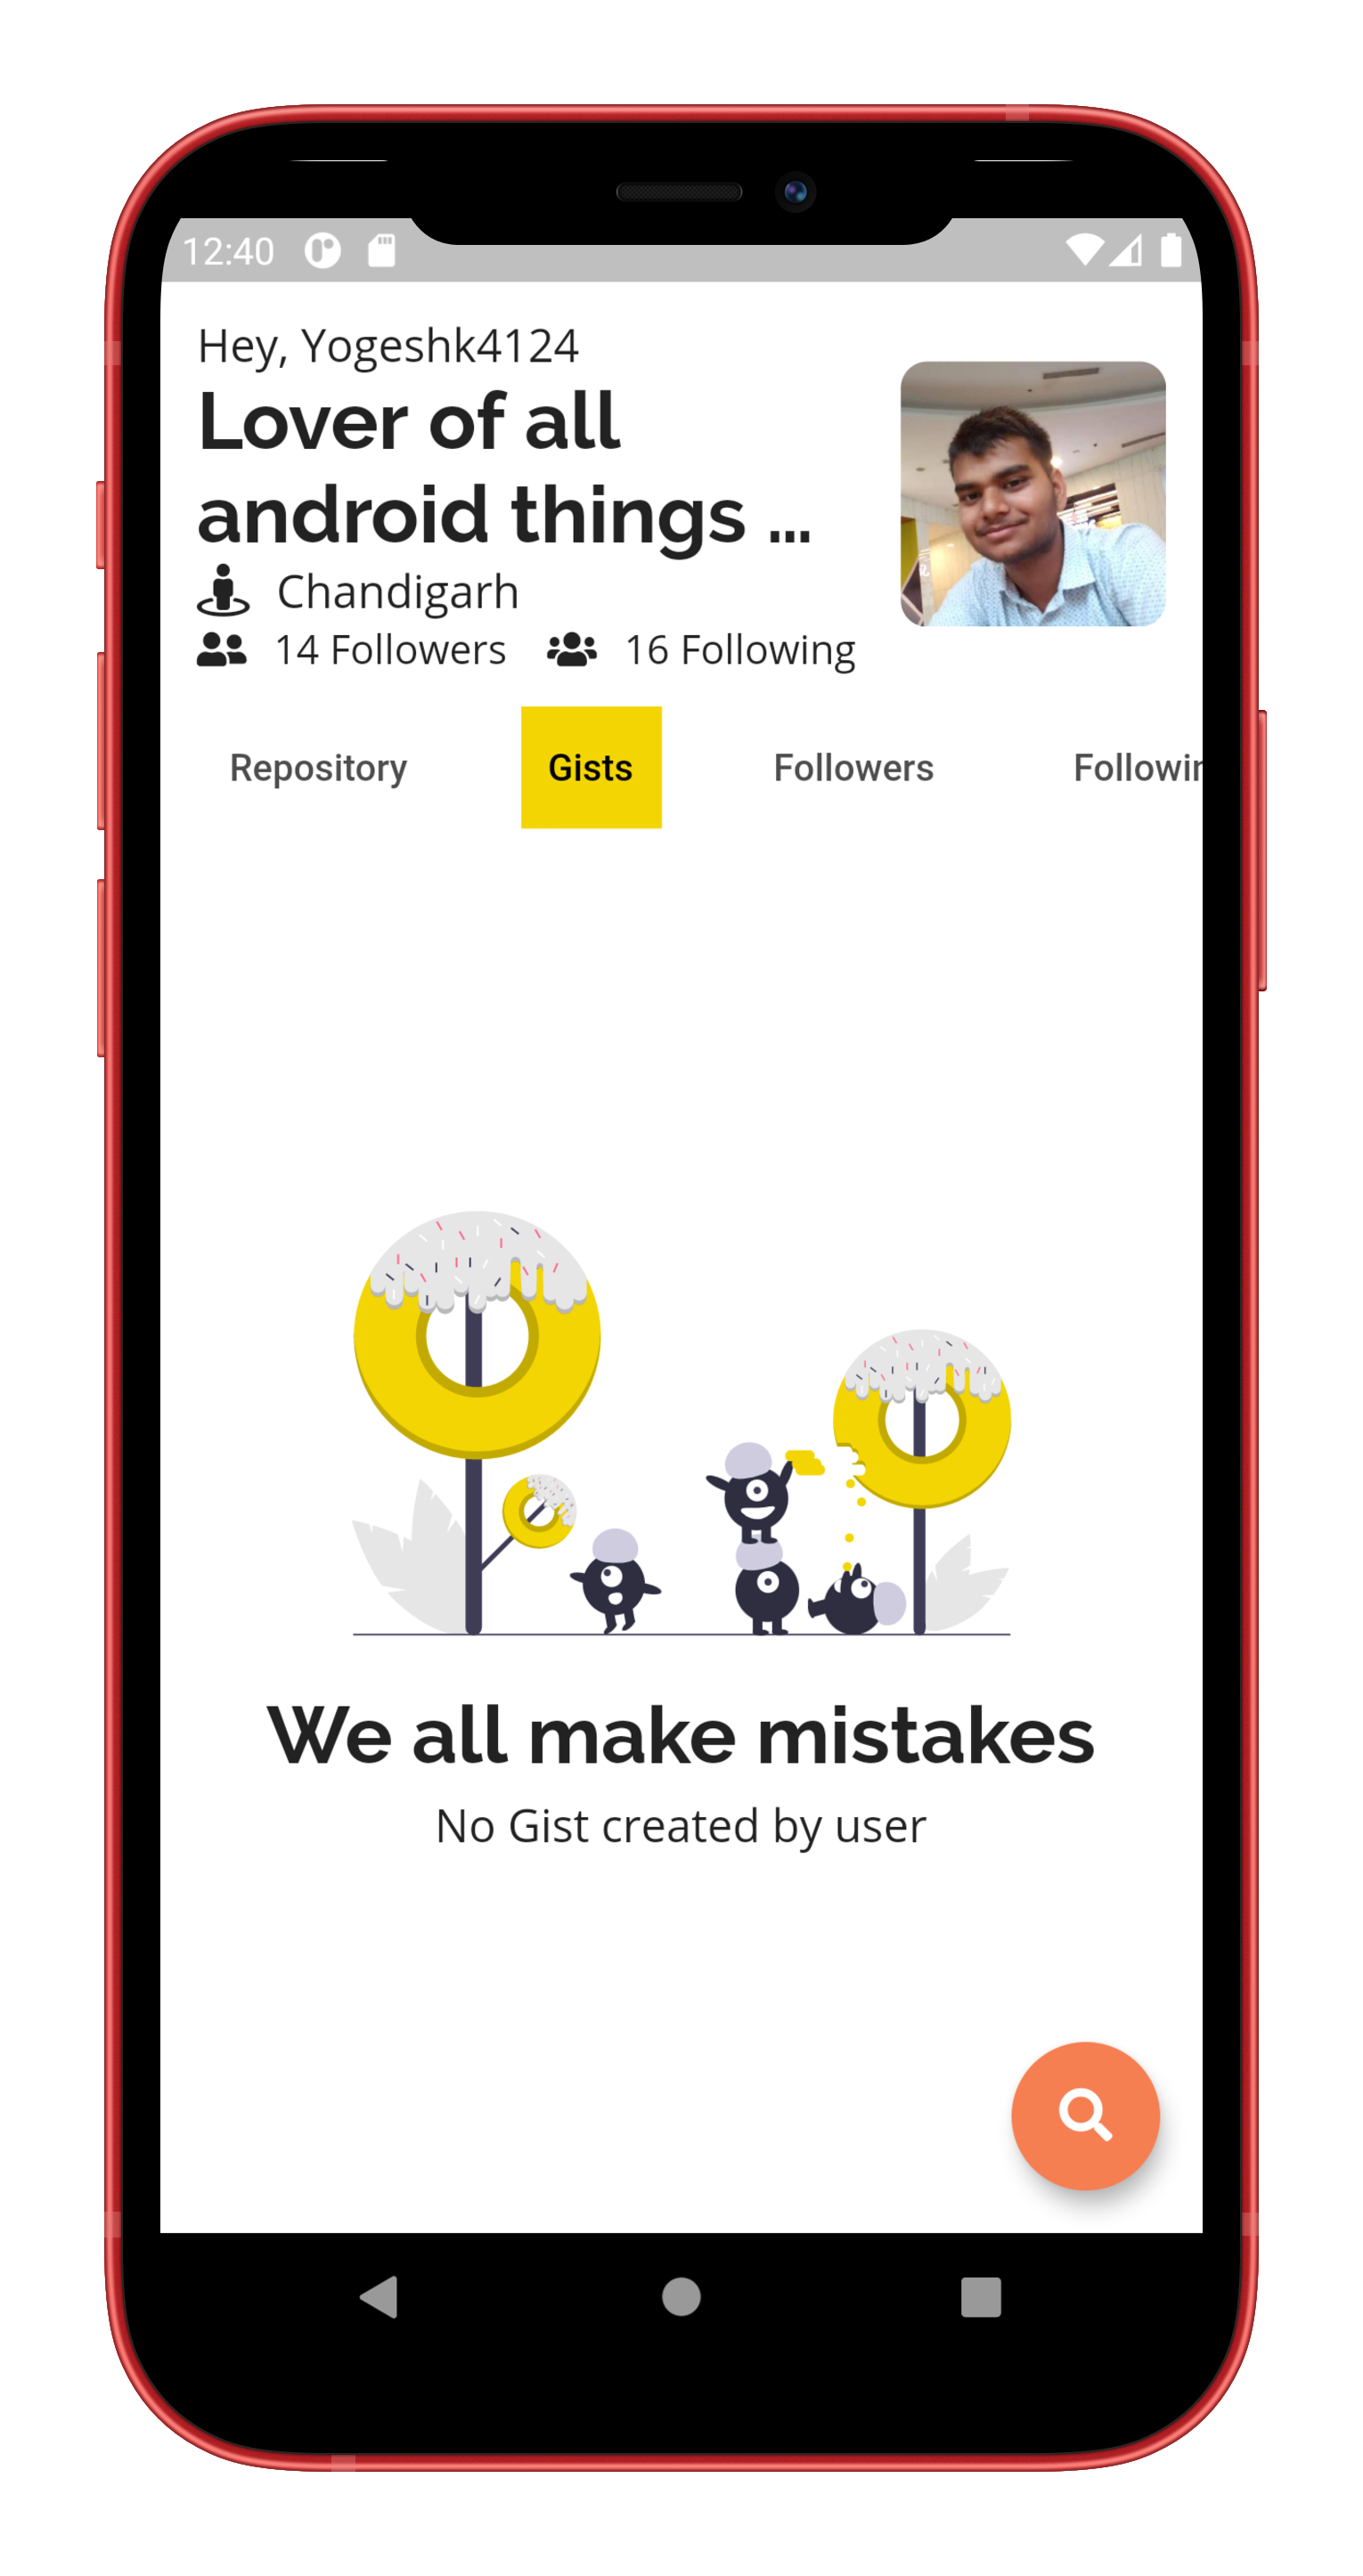 12:40
Hey, Yogeshk4124
Lover of all
android things ...
Chandigarh
14 Followers 16 Following
Repository Gists Followers Followin
We all make mistakes
No Gist created by user